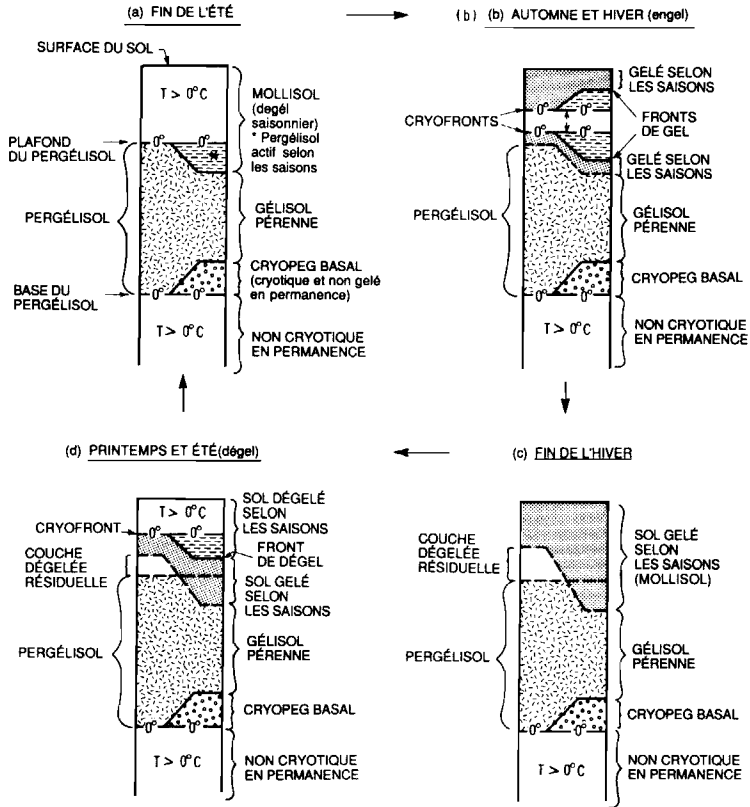 (a) FIN DE L'ÉTÉ
SURFACE DU SOL
T > 0°C
MOLLISOL
(degél
saisonnier)
* Pergélisol
actif selon
les saisons
PLAFOND
DU PERGÉLISOL
0° 0°
*
PERGÉLISOL
GÉLISOL
PÉRENNE
CRYOPEG BASAL
(cryotique et non gelé
en permanence)
BASE DU
PERGÉLISOL
0° 0°
T > 0°C
NON CRYOTIQUE
EN PERMANENCE
(b) (b) AUTOMNE ET HIVER (engel)
GELÉ SELON
LES SAISONS
CRYOFRONTS
0° 0°
0° 0°
FRONTS
DE GEL
GELÉ SELON
LES SAISONS
PERGÉLISOL
GÉLISOL
PÉRENNE
CRYOPEG BASAL
0° 0°
T > 0°C
NON CRYOTIQUE
EN PERMANENCE
(d) PRINTEMPS ET ÉTÉ(dégel)
T > 0°C
SOL DÉGELÉ
SELON
LES SAISONS
CRYOFRONT
0° 0°
COUCHE
DÉGELÉE
RÉSIDUELLE
FRONT
DE DÉGEL
SOL GELÉ
SELON
LES SAISONS
PERGÉLISOL
GÉLISOL
PÉRENNE
CRYOPEG BASAL
0° 0°
T > 0°C
NON CRYOTIQUE
EN PERMANENCE
(c) FIN DE L'HIVER
COUCHE
DÉGELÉE
RÉSIDUELLE
SOL GELÉ
SELON
LES SAISONS
(MOLLISOL)
PERGÉLISOL
GÉLISOL
PÉRENNE
CRYOPEG BASAL
0° 0°
T > 0°C
NON CRYOTIQUE
EN PERMANENCE